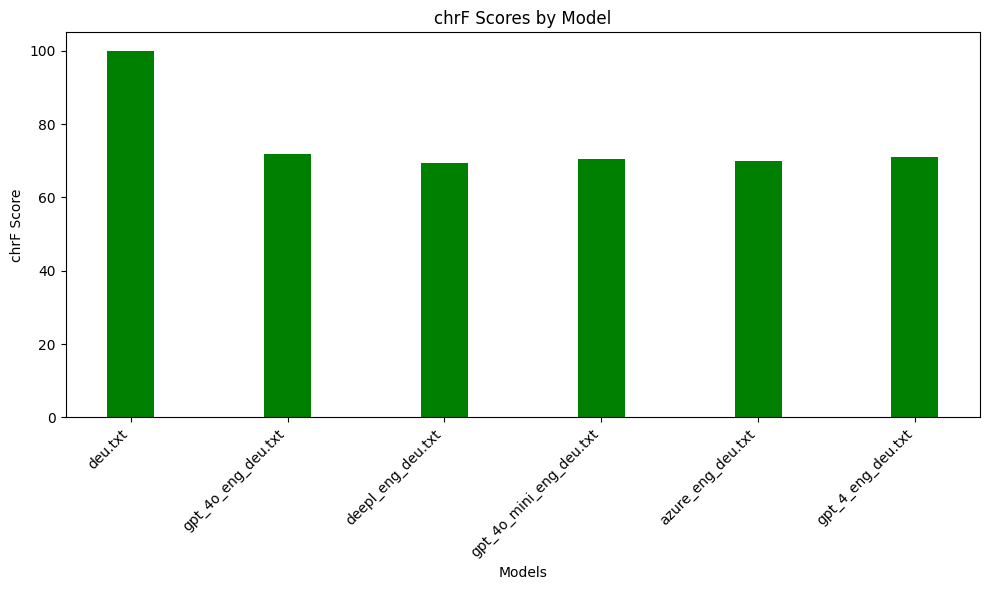 chrF Scores by Model
chrF Score
100
80
60
40
20
0
deu.txt
gpt_4o_eng_deu.txt
deepl_eng_deu.txt
gpt_4o_mini_eng_deu.txt
azure_eng_deu.txt
gpt_4_eng_deu.txt
Models